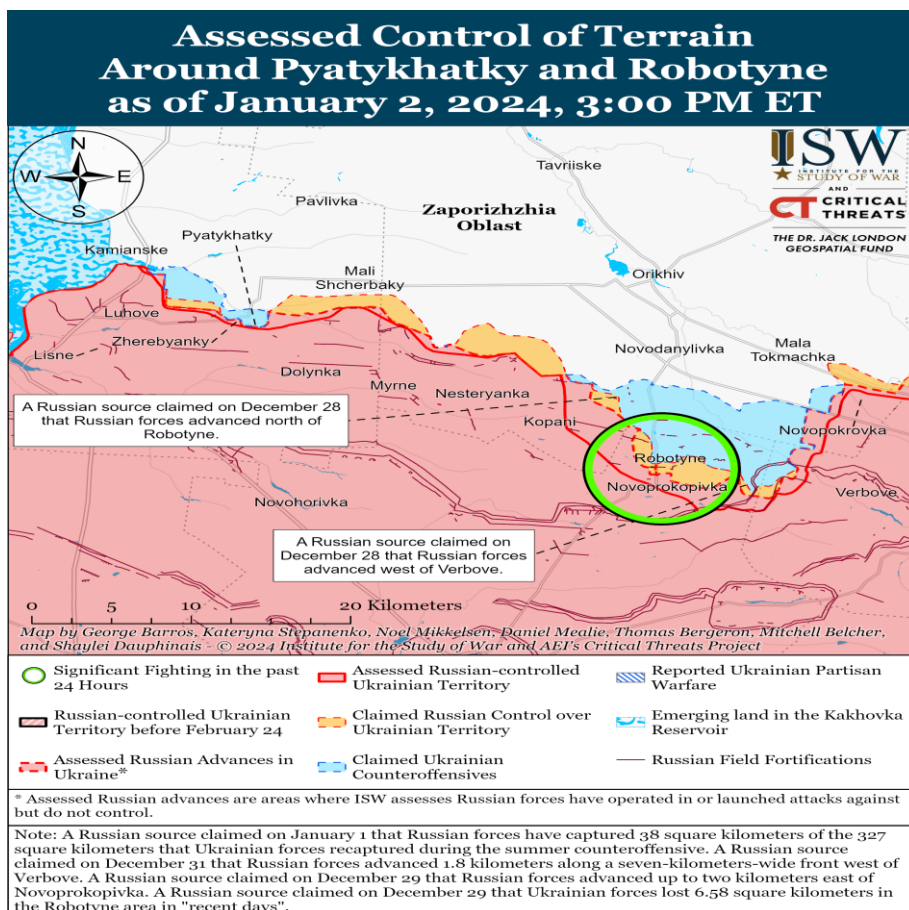 Assessed Control of Terrain
Around Pyatykhatky and Robotyne
as of January 2, 2024, 3:00 PM ET
N
W
E
S
ISW
INSTITUTE FOR THE
STUDY OF WAR
AND
CT CRITICAL
THREATS
THE DR. JACK LONDON
GEOSPATIAL FUND
Tavriiske
Pavlivka
Zaporizhzhia
Oblast
Pyatykhatky
Kamianske
Mali
Shcherbaky
Orikhiv
Luhove
Zherebyanky
Lisne
Novodanylivka
Mala
Tokmachka
Dolynka
Myrne
Nesteryanka
A Russian source claimed on December 28
that Russian forces advanced north of
Robotyne.
Kopani
Novopokrovka
Robotyne
Novoprokopivka
Verbove
Novohorivka
A Russian source claimed on
December 28 that Russian forces
advanced west of Verbove.
0 5 10 20 Kilometers
Map by George Barros, Kateryna Stepanenko, Noel Mikkelsen, Daniel Mealie, Thomas Bergeron, Mitchell Belcher,
and Shaylei Dauphinais - © 2024 Institute for the Study of War and AEI's Critical Threats Project
Significant Fighting in the past
24 Hours
Assessed Russian-controlled
Ukrainian Territory
Reported Ukrainian Partisan
Warfare
Russian-controlled Ukrainian
Territory before February 24
Claimed Russian Control over
Ukrainian Territory
Emerging land in the Kakhovka
Reservoir
Assessed Russian Advances in
Ukraine*
Claimed Ukrainian
Counteroffensives
Russian Field Fortifications
* Assessed Russian advances are areas where ISW assesses Russian forces have operated in or launched attacks against
but do not control.
Note: A Russian source claimed on January 1 that Russian forces have captured 38 square kilometers of the 327
square kilometers that Ukrainian forces recaptured during the summer counteroffensive. A Russian source
claimed on December 31 that Russian forces advanced 1.8 kilometers along a seven-kilometers-wide front west of
Verbove. A Russian source claimed on December 29 that Russian forces advanced up to two kilometers east of
Novoprokopivka. A Russian source claimed on December 29 that Ukrainian forces lost 6.58 square kilometers in
the Robotyne area in "recent days".